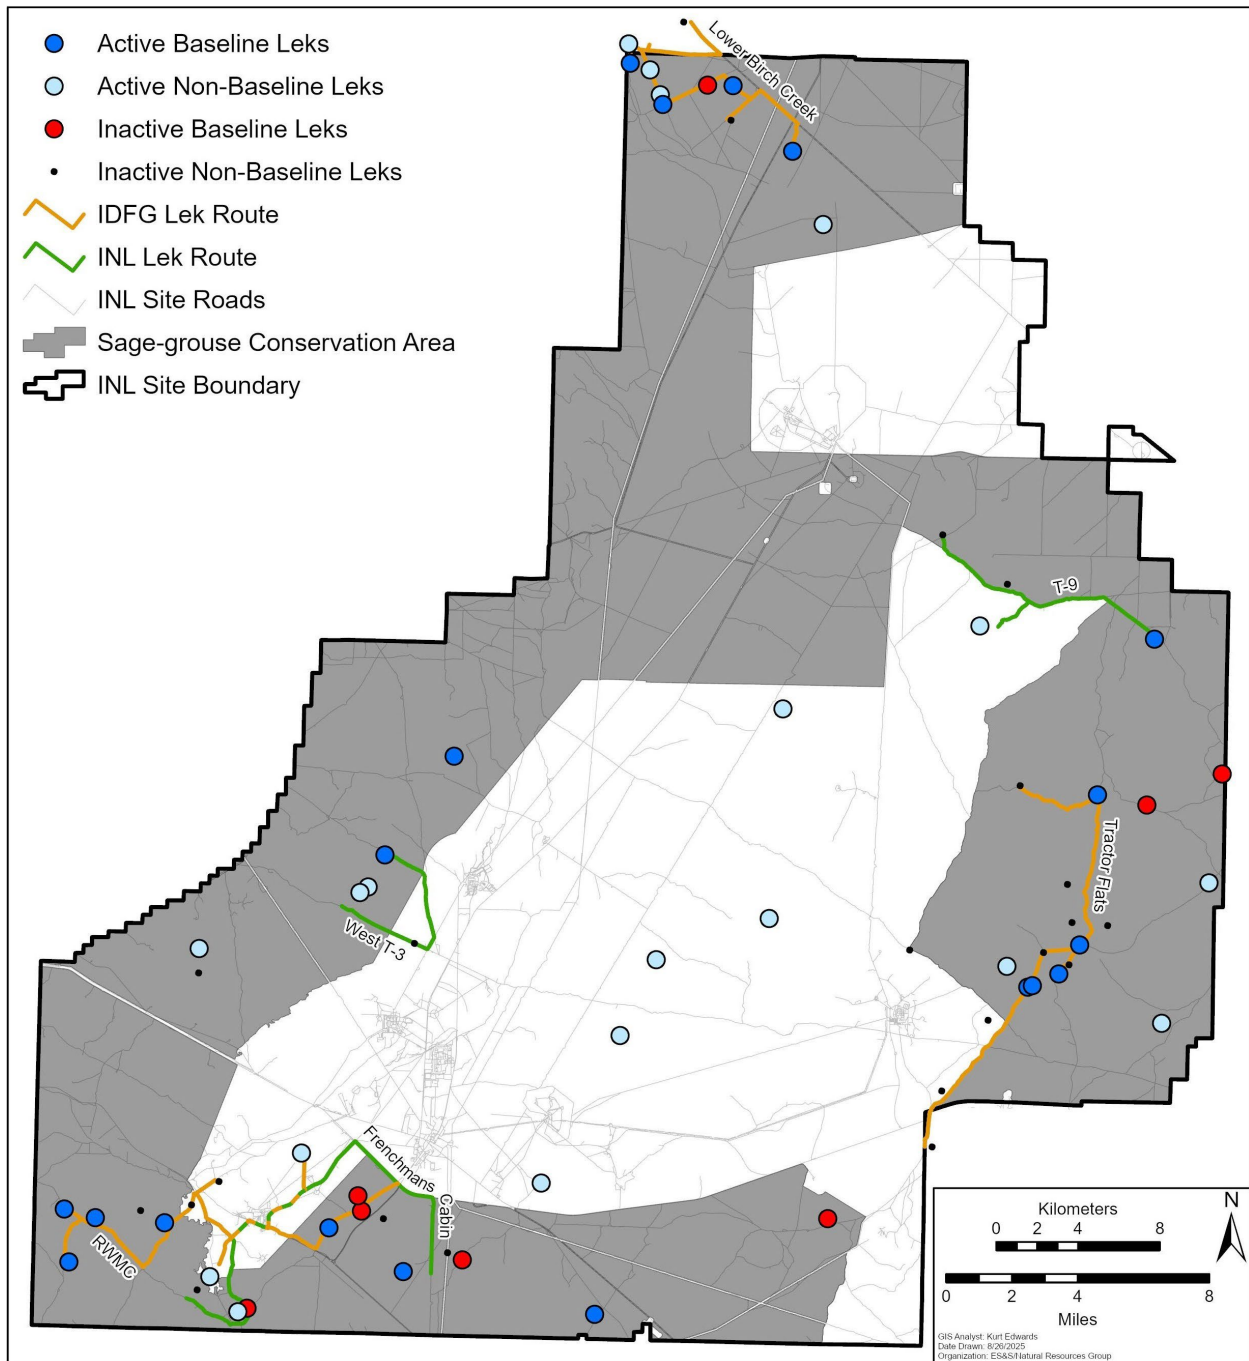 Active Baseline Leks
Active Non-Baseline Leks
Inactive Baseline Leks
Inactive Non-Baseline Leks
IDFG Lek Route
INL Lek Route
INL Site Roads
Sage-grouse Conservation Area
INL Site Boundary
Lower Birch Creek
T-9
Tractor Flats
West T-3
Frenchmans Cabin
RWMC
Kilometers
0 2 4 8
0 2 4 8
Miles
N
GIS Analyst: Kurt Edwards
Date Drawn: 8/26/2025
Organization: ES&S/Natural Resources Group